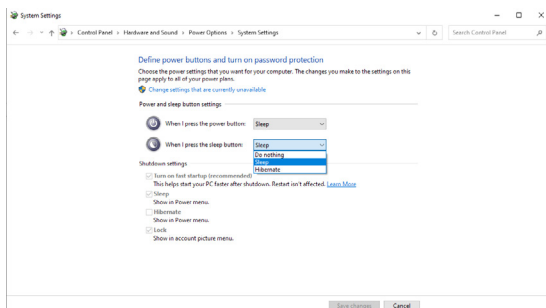 System Settings
Control Panel > Hardware and Sound > Power Options > System Settings
Search Control Panel
Define power buttons and turn on password protection
Choose the power settings that you want for your computer. The changes you make to the settings on this
page apply to all of your power plans.
Change settings that are currently unavailable
Power and sleep button settings
When I press the power button: Sleep
When I press the sleep button: Sleep
Do nothing
Sleep
Hibernate
Shutdown settings
Turn on fast startup (recommended)
This helps start your PC faster after shutdown. Restart isn't affected. Learn More
Sleep
Show in Power menu.
Hibernate
Show in Power menu.
Lock
Show in account picture menu.
Save changes Cancel